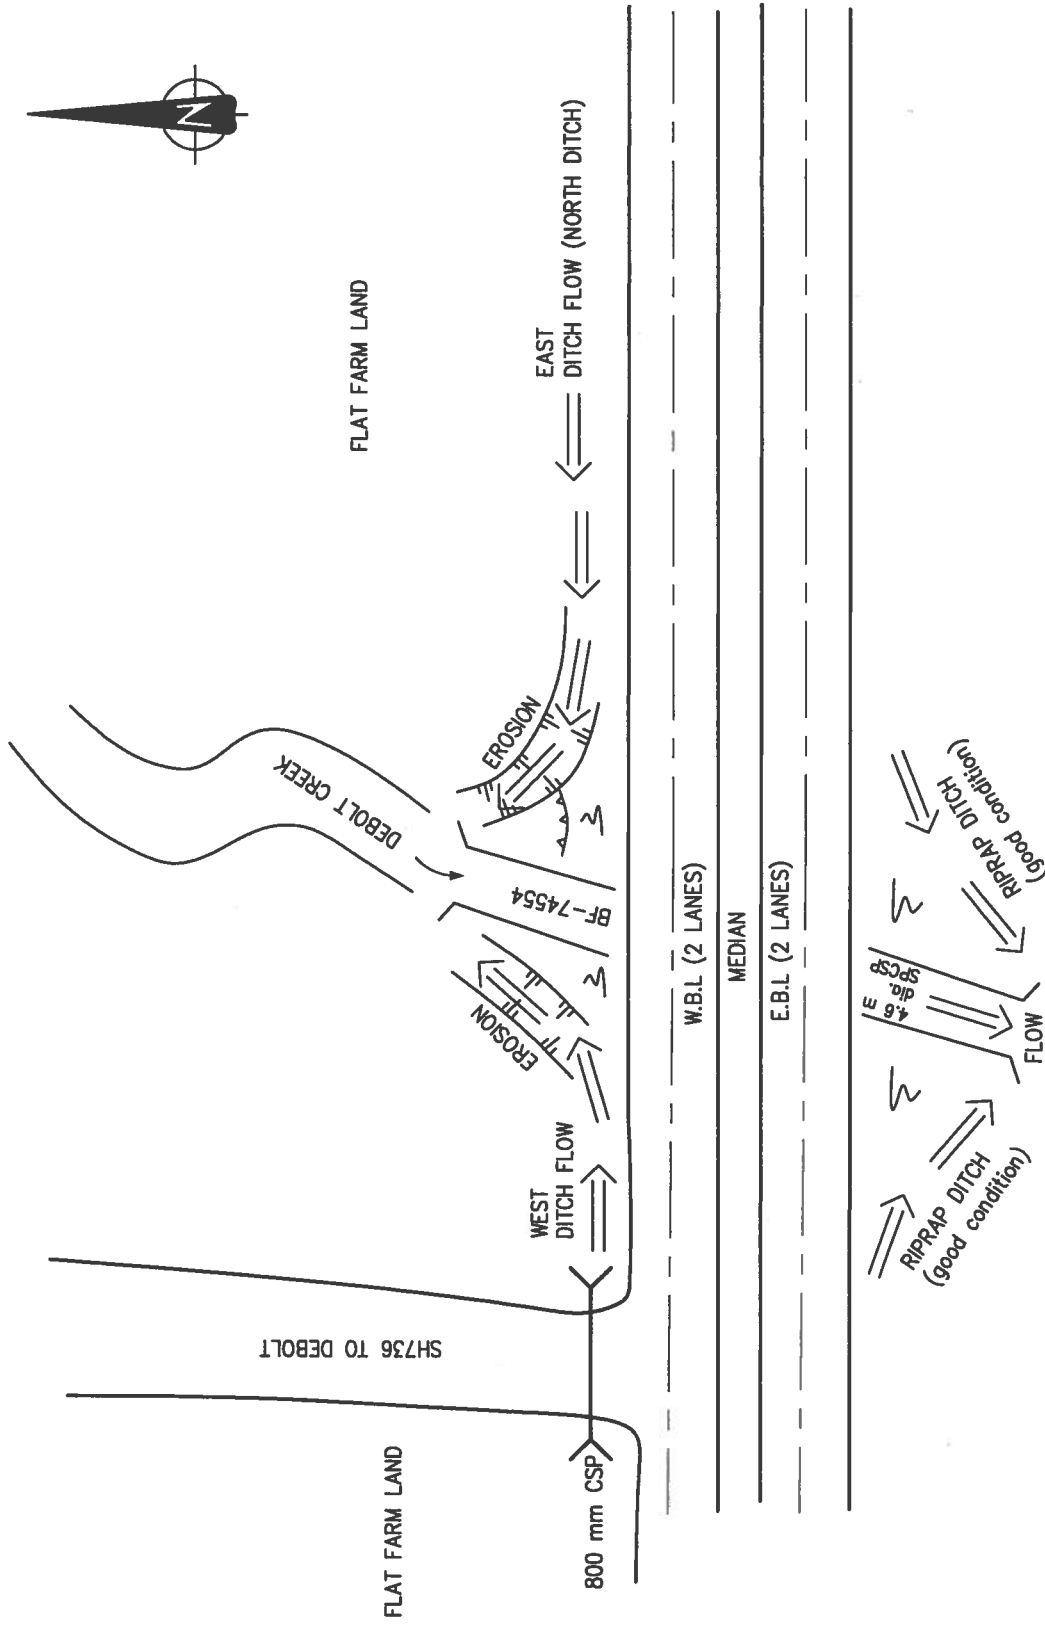 N
FLAT FARM LAND
EAST
DITCH FLOW (NORTH DITCH)
DEBOLT CREEK
EROSION
BF-74554
EROSION
WEST
DITCH FLOW
SH736 TO DEBOLT
FLAT FARM LAND
800 mm CSP
W.B.L (2 LANES)
MEDIAN
E.B.L (2 LANES)
4.6 m
dia.
SPCSP
FLOW
RIPRAP DITCH
(good condition)
RIPRAP DITCH
(good condition)